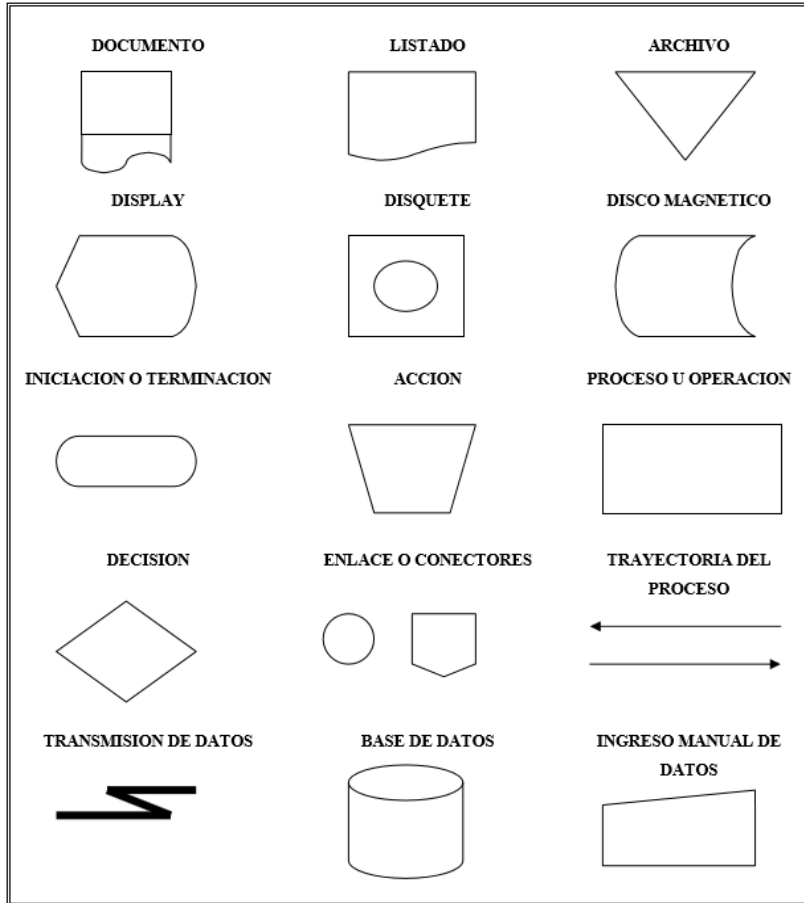 DOCUMENTO
LISTADO
ARCHIVO
DISPLAY
DISQUETE
DISCO MAGNETICO
INICIACION O TERMINACION
ACCION
PROCESO U OPERACION
DECISION
ENLACE O CONECTORES
TRAYECTORIA DEL
PROCESO
TRANSMISION DE DATOS
BASE DE DATOS
INGRESO MANUAL DE
DATOS